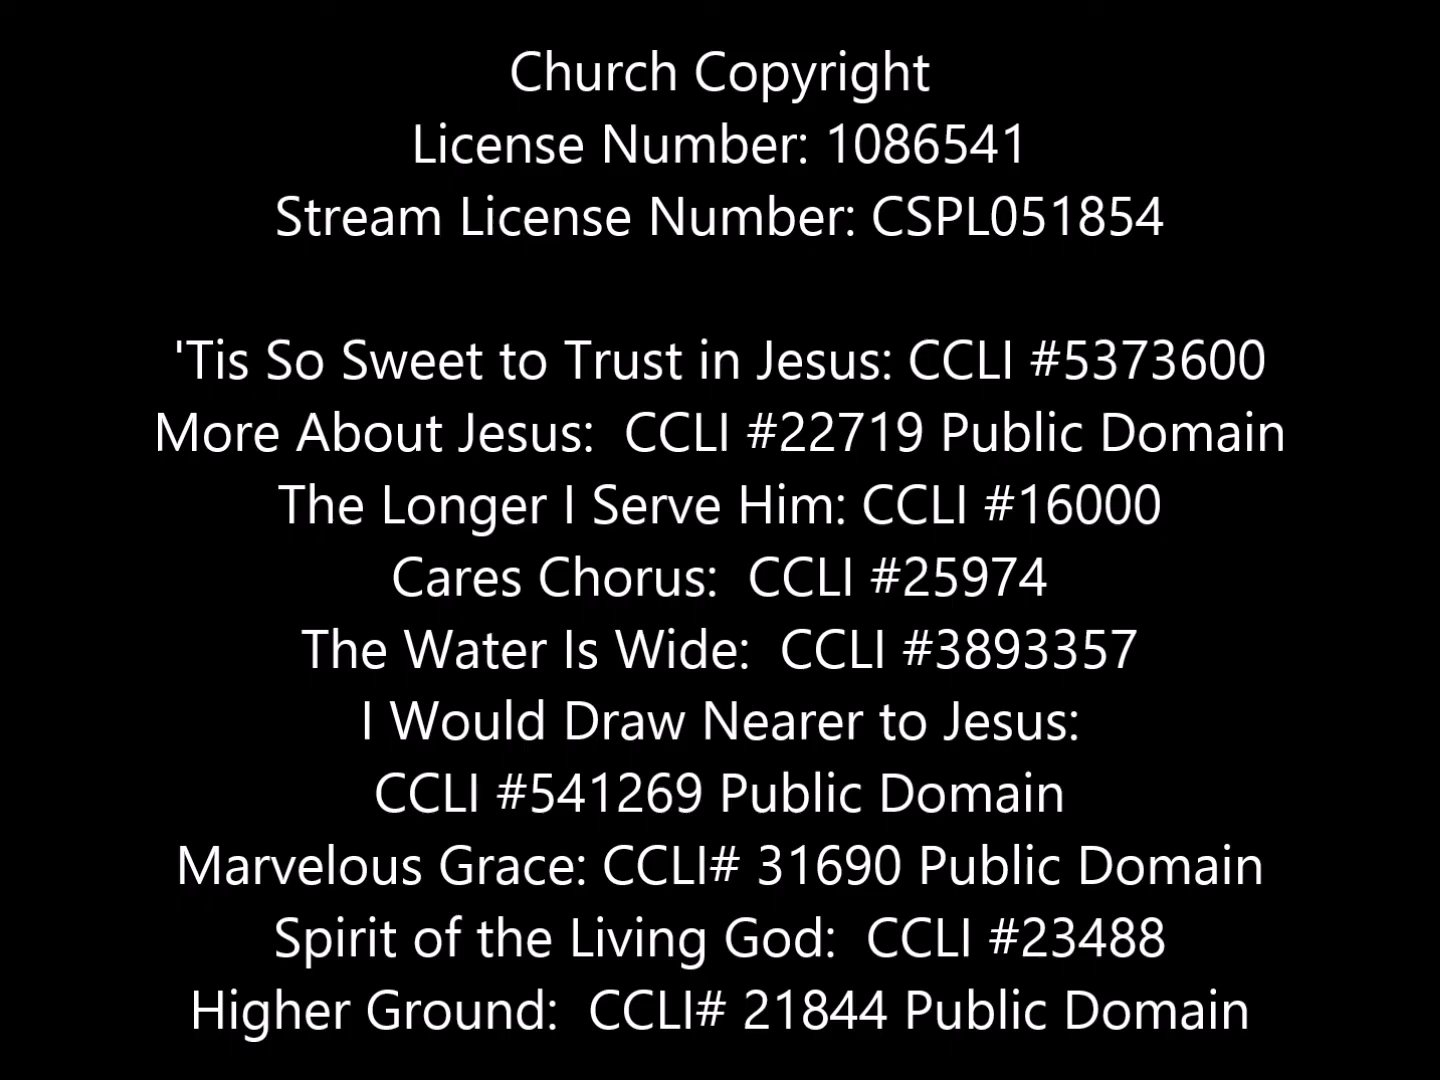 Church Copyright
License Number: 1086541
Stream License Number: CSPL051854
'Tis So Sweet to Trust in Jesus: CCLI #5373600
More About Jesus:  CCLI #22719 Public Domain
The Longer I Serve Him: CCLI #16000
Cares Chorus:  CCLI #25974
The Water Is Wide:  CCLI #3893357
I Would Draw Nearer to Jesus:
CCLI #541269 Public Domain
Marvelous Grace: CCLI# 31690 Public Domain
Spirit of the Living God:  CCLI #23488
Higher Ground:  CCLI# 21844 Public Domain